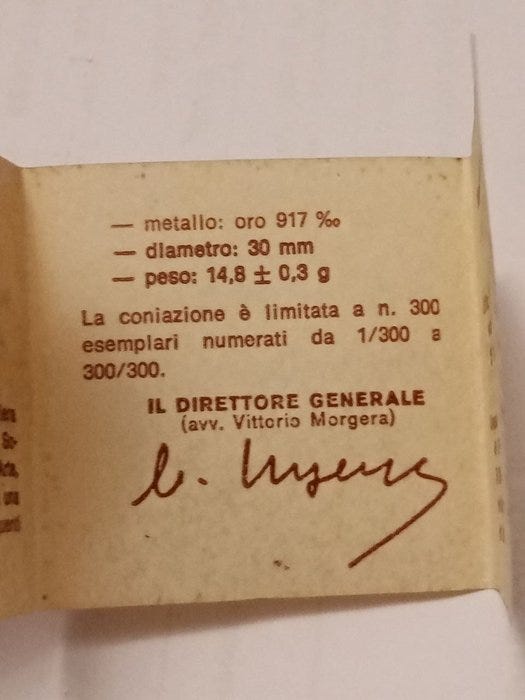 — metallo: oro 917 ‰
— diametro: 30 mm
— peso: 14,8 ± 0,3 g
La coniazione è limitata a n. 300
esemplari numerati da 1/300 a
300/300.
IL DIRETTORE GENERALE
(avv. Vittorio Morgera)